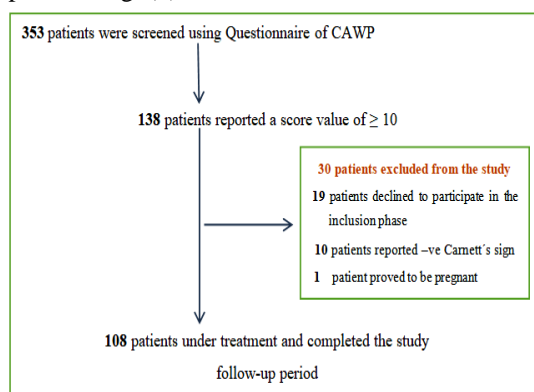 353 patients were screened using Questionnaire of CAWP
138 patients reported a score value of ≥ 10
30 patients excluded from the study
19 patients declined to participate in the
inclusion phase
10 patients reported –ve Carnett´s sign
1 patient proved to be pregnant
108 patients under treatment and completed the study
follow-up period